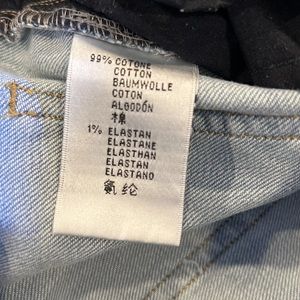 99% COTONE
COTTON
BAUMWOLLE
COTON
ALGODÓN
棉
1% ELASTAN
ELASTANE
ELASTHAN
ELASTAN
ELASTANO
氨纶